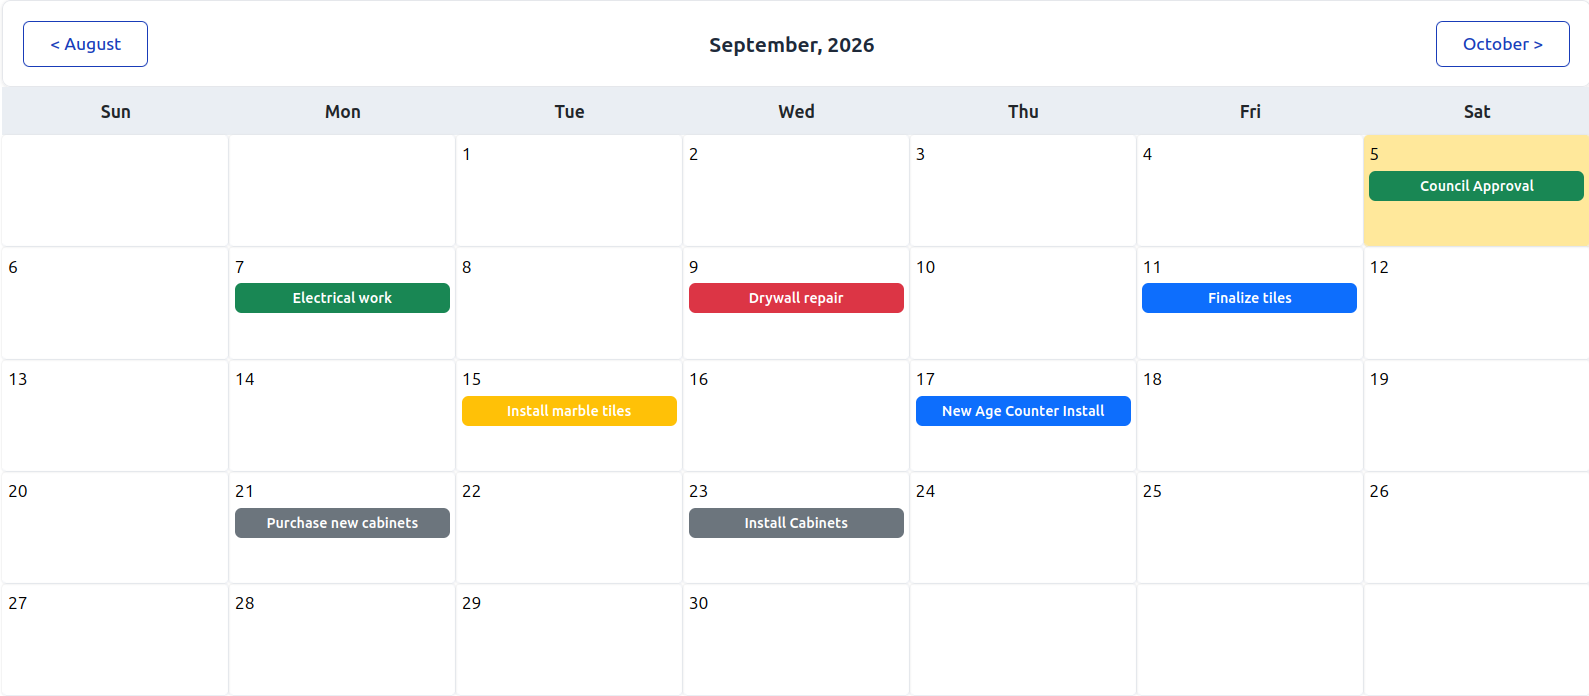 < August
September, 2026
October >
Sun Mon Tue Wed Thu Fri Sat
1 2 3 4 5
Council Approval
6 7 8 9 10 11 12
Electrical work Drywall repair Finalize tiles
13 14 15 16 17 18 19
Install marble tiles New Age Counter Install
20 21 22 23 24 25 26
Purchase new cabinets Install Cabinets
27 28 29 30